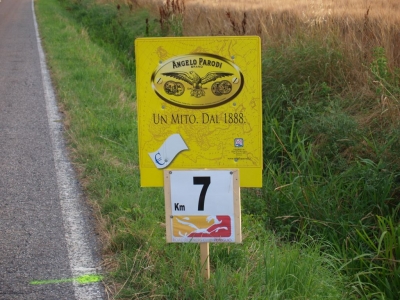 ANGELO PARODI
UN MITO. DAL 1888.
Km 7